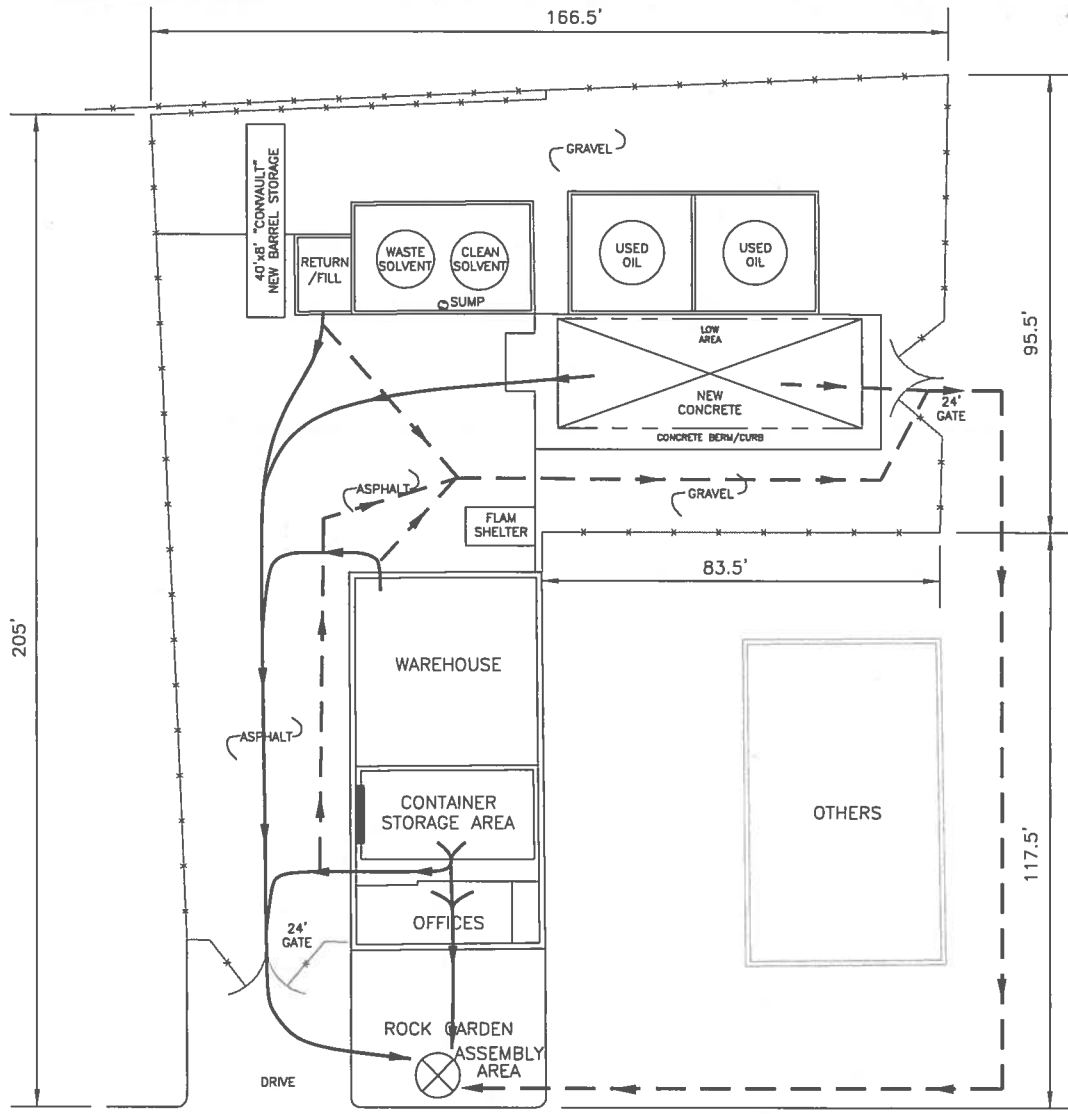 166.5'
GRAVEL
40'x8' "CONVAULT"
NEW BARREL STORAGE
RETURN
/FILL
WASTE
SOLVENT
CLEAN
SOLVENT
SUMP
USED
OIL
USED
OIL
LOW
AREA
NEW
CONCRETE
CONCRETE BERM/CURB
24'
GATE
95.5'
ASPHALT
GRAVEL
FLAM
SHELTER
83.5'
205'
WAREHOUSE
ASPHALT
CONTAINER
STORAGE AREA
OTHERS
117.5'
24'
GATE
OFFICES
ROCK GARDEN
ASSEMBLY
AREA
DRIVE